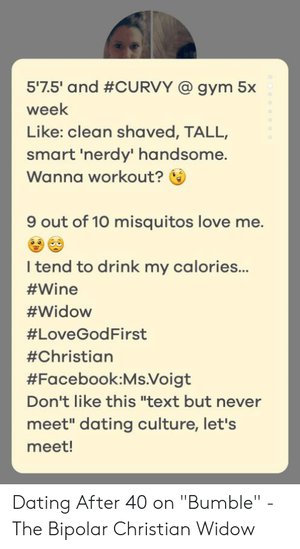 5'7.5' and #CURVY @ gym 5x
week
Like: clean shaved, TALL,
smart 'nerdy' handsome.
Wanna workout? 😉
9 out of 10 misquitos love me.
😍😊
I tend to drink my calories...
#Wine
#Widow
#LoveGodFirst
#Christian
#Facebook:Ms.Voigt
Don't like this "text but never
meet" dating culture, let's
meet!
Dating After 40 on "Bumble" -
The Bipolar Christian Widow